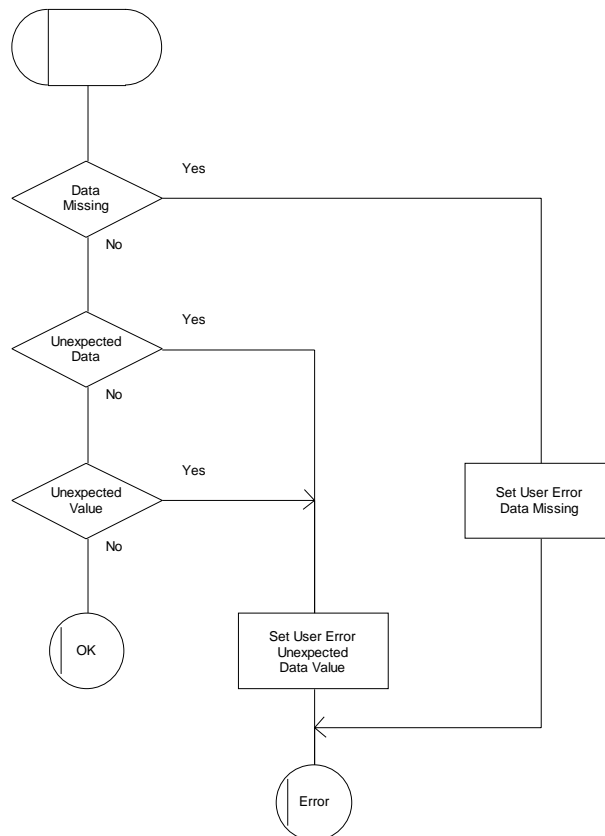 Yes
Data
Missing
No
Yes
Unexpected
Data
No
Yes
Unexpected
Value
No
Set User Error
Data Missing
OK
Set User Error
Unexpected
Data Value
Error